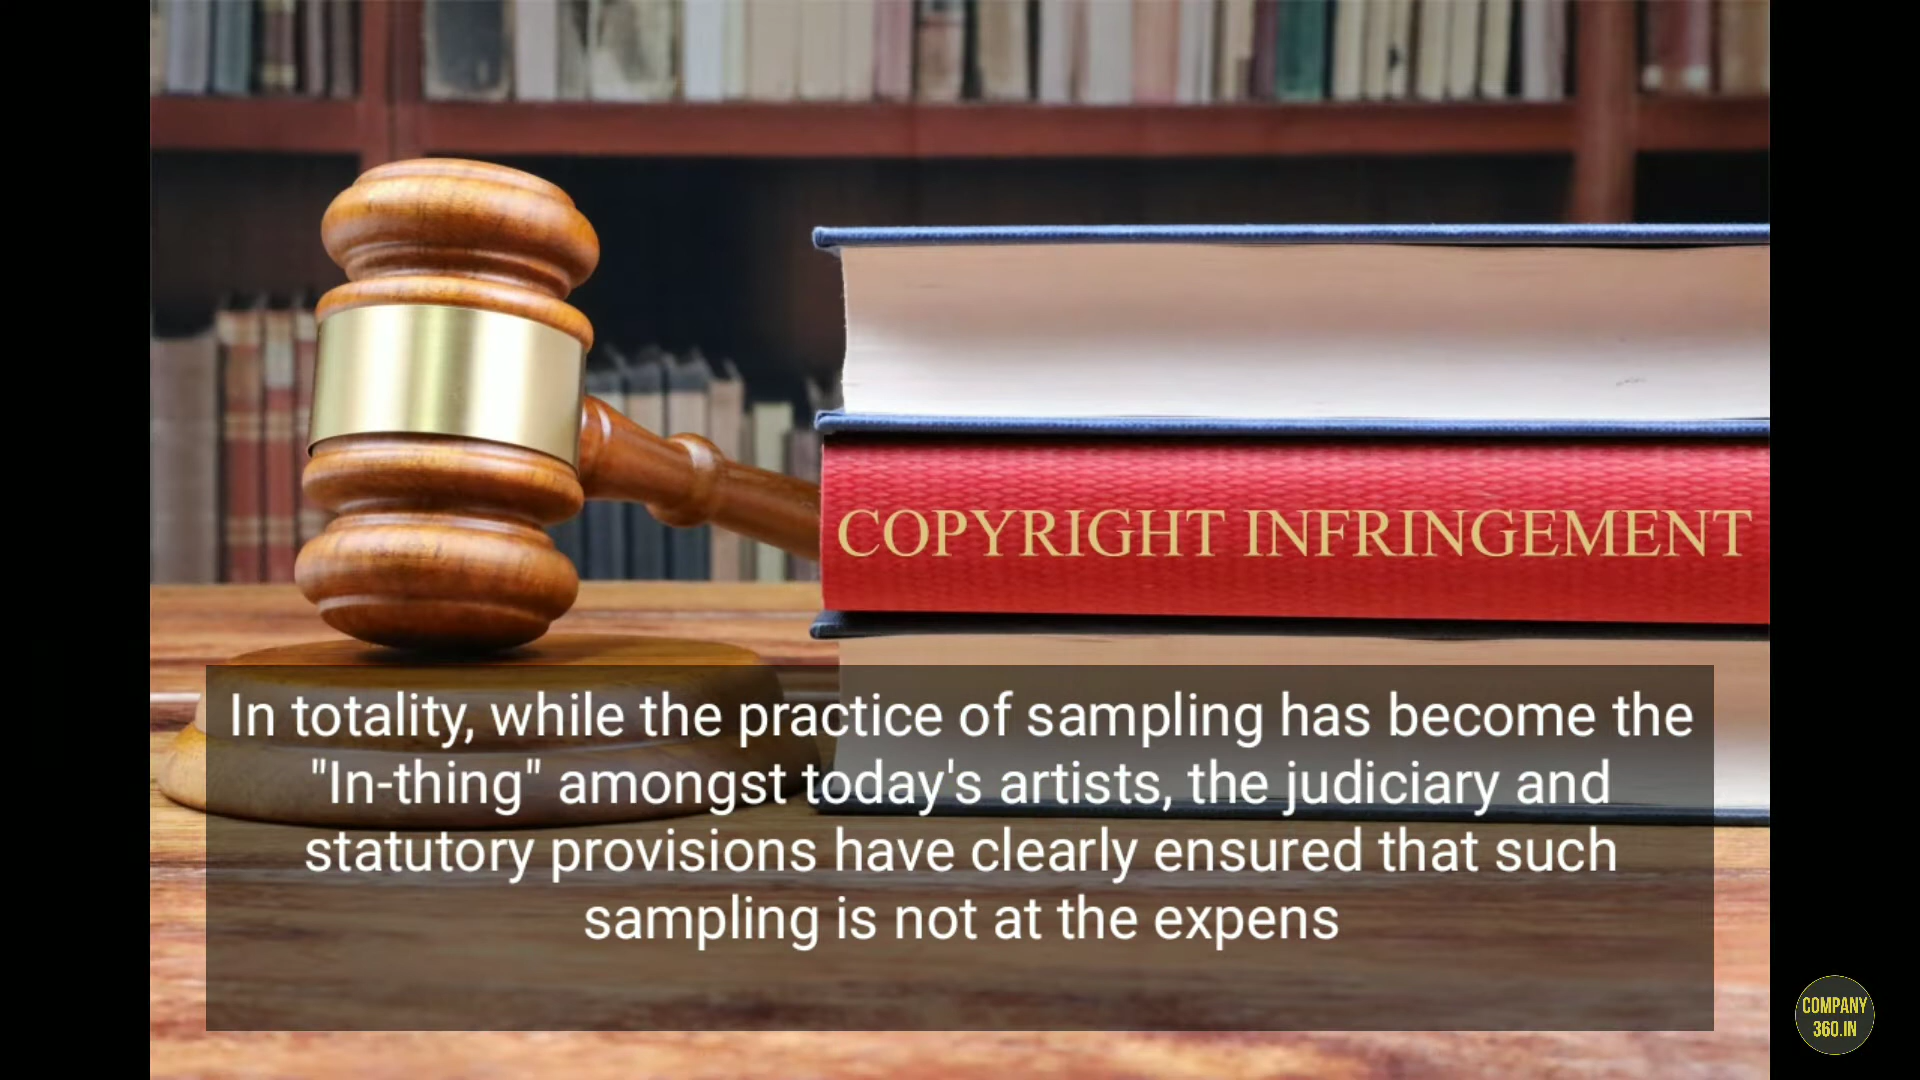 COPYRIGHT INFRINGEMENT
In totality, while the practice of sampling has become the
"In-thing" amongst today's artists, the judiciary and
statutory provisions have clearly ensured that such
sampling is not at the expens
COMPANY
360.IN